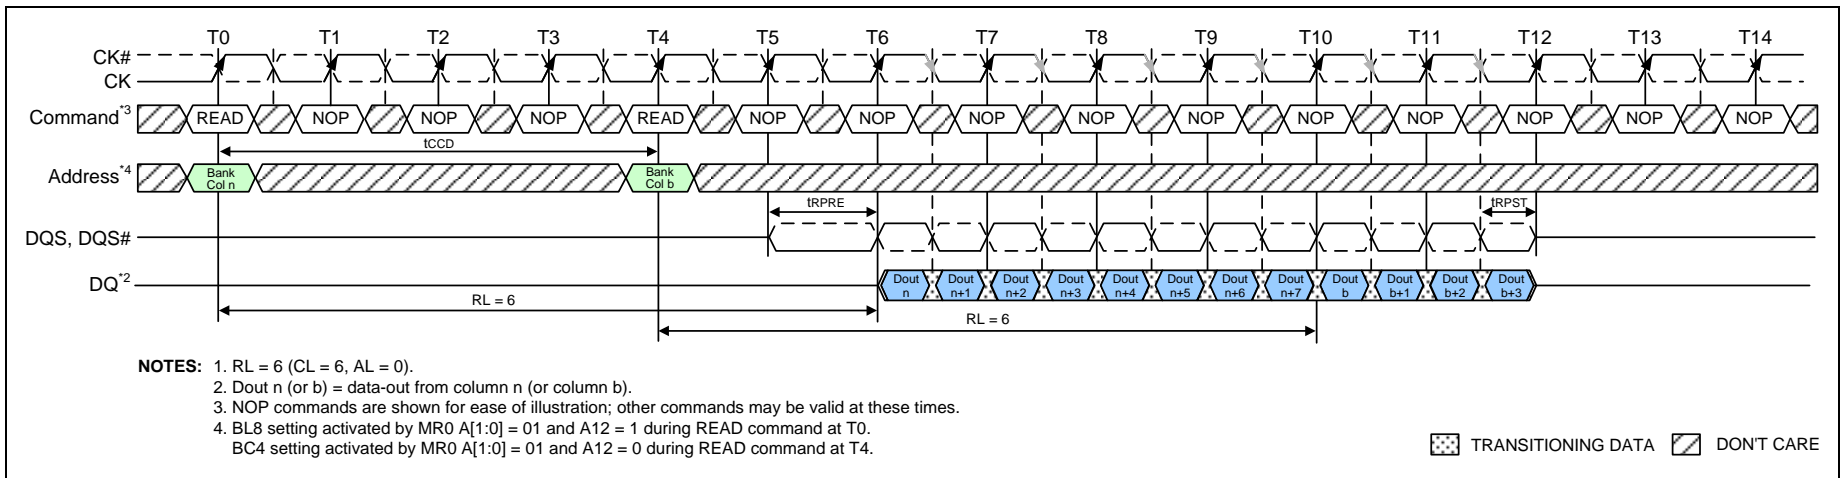 T0 T1 T2 T3 T4 T5 T6 T7 T8 T9 T10 T11 T12 T13 T14
CK#
CK
Command*3 READ NOP NOP NOP READ NOP NOP NOP NOP NOP NOP NOP NOP NOP NOP
tCCD
Address*4 Bank Col n Bank Col b
tRPRE tRPST
DQS, DQS#
DQ*2 Dout n Dout n+1 Dout n+2 Dout n+3 Dout n+4 Dout n+5 Dout n+6 Dout n+7 Dout b Dout b+1 Dout b+2 Dout b+3
RL = 6
RL = 6
NOTES: 1. RL = 6 (CL = 6, AL = 0).
2. Dout n (or b) = data-out from column n (or column b).
3. NOP commands are shown for ease of illustration; other commands may be valid at these times.
4. BL8 setting activated by MR0 A[1:0] = 01 and A12 = 1 during READ command at T0.
BC4 setting activated by MR0 A[1:0] = 01 and A12 = 0 during READ command at T4.
TRANSITIONING DATA DON'T CARE